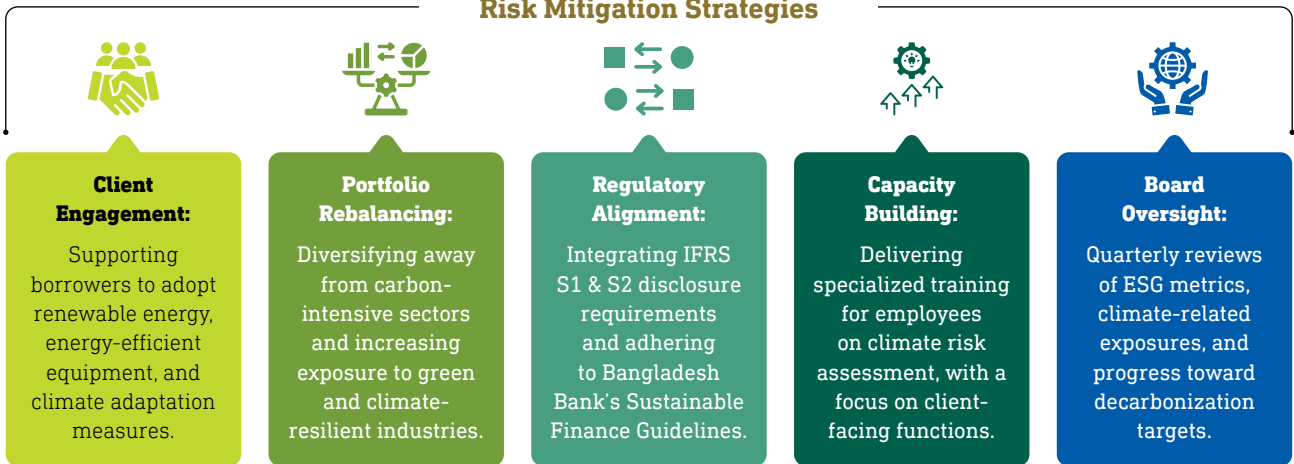 Risk Mitigation Strategies
Client
Engagement:
Supporting
borrowers to adopt
renewable energy,
energy-efficient
equipment, and
climate adaptation
measures.
Portfolio
Rebalancing:
Diversifying away
from carbon-
intensive sectors
and increasing
exposure to green
and climate-
resilient industries.
Regulatory
Alignment:
Integrating IFRS
S1 & S2 disclosure
requirements
and adhering
to Bangladesh
Bank's Sustainable
Finance Guidelines.
Capacity
Building:
Delivering
specialized training
for employees
on climate risk
assessment, with a
focus on client-
facing functions.
Board
Oversight:
Quarterly reviews
of ESG metrics,
climate-related
exposures, and
progress toward
decarbonization
targets.